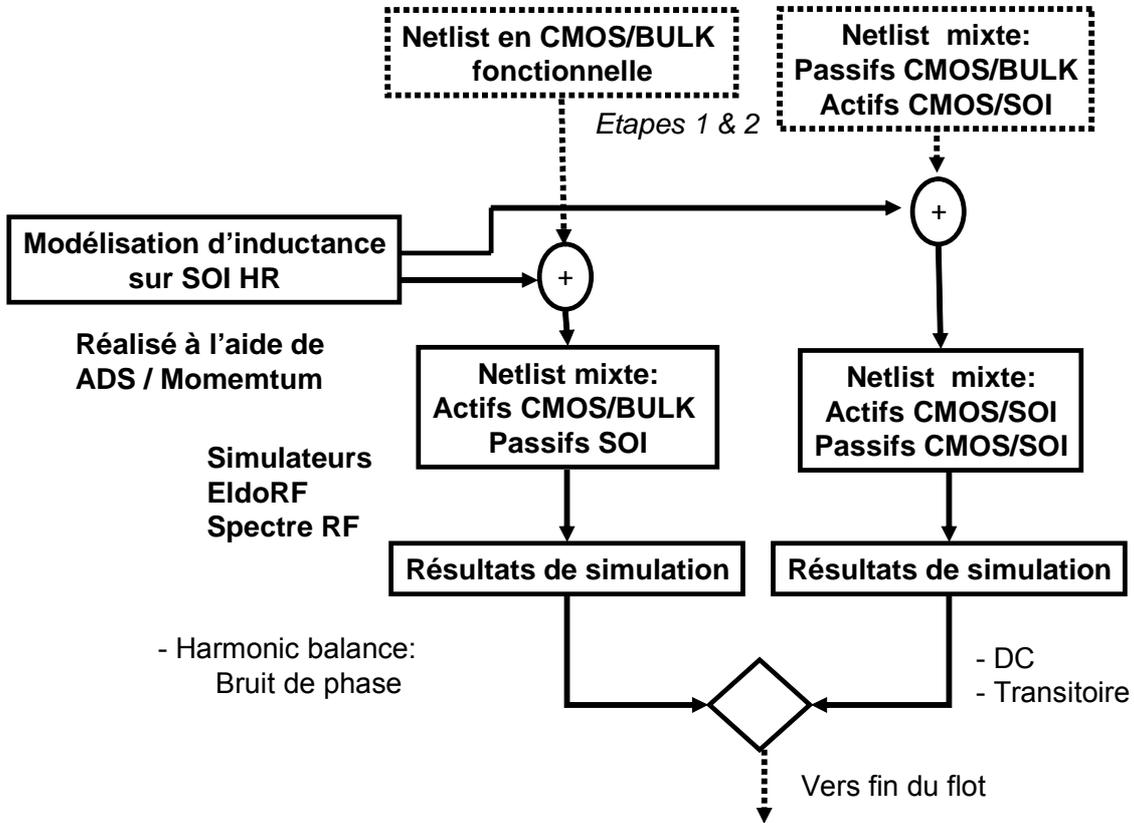 Netlist en CMOS/BULK
fonctionnelle
Netlist mixte:
Passifs CMOS/BULK
Actifs CMOS/SOI
Etapes 1 & 2
+
Modélisation d'inductance
sur SOI HR
+
Réalisé à l'aide de
ADS / Momemtum
Netlist mixte:
Actifs CMOS/BULK
Passifs SOI
Netlist mixte:
Actifs CMOS/SOI
Passifs CMOS/SOI
Simulateurs
EldoRF
Spectre RF
Résultats de simulation
Résultats de simulation
- Harmonic balance:
Bruit de phase
- DC
- Transitoire
Vers fin du flot